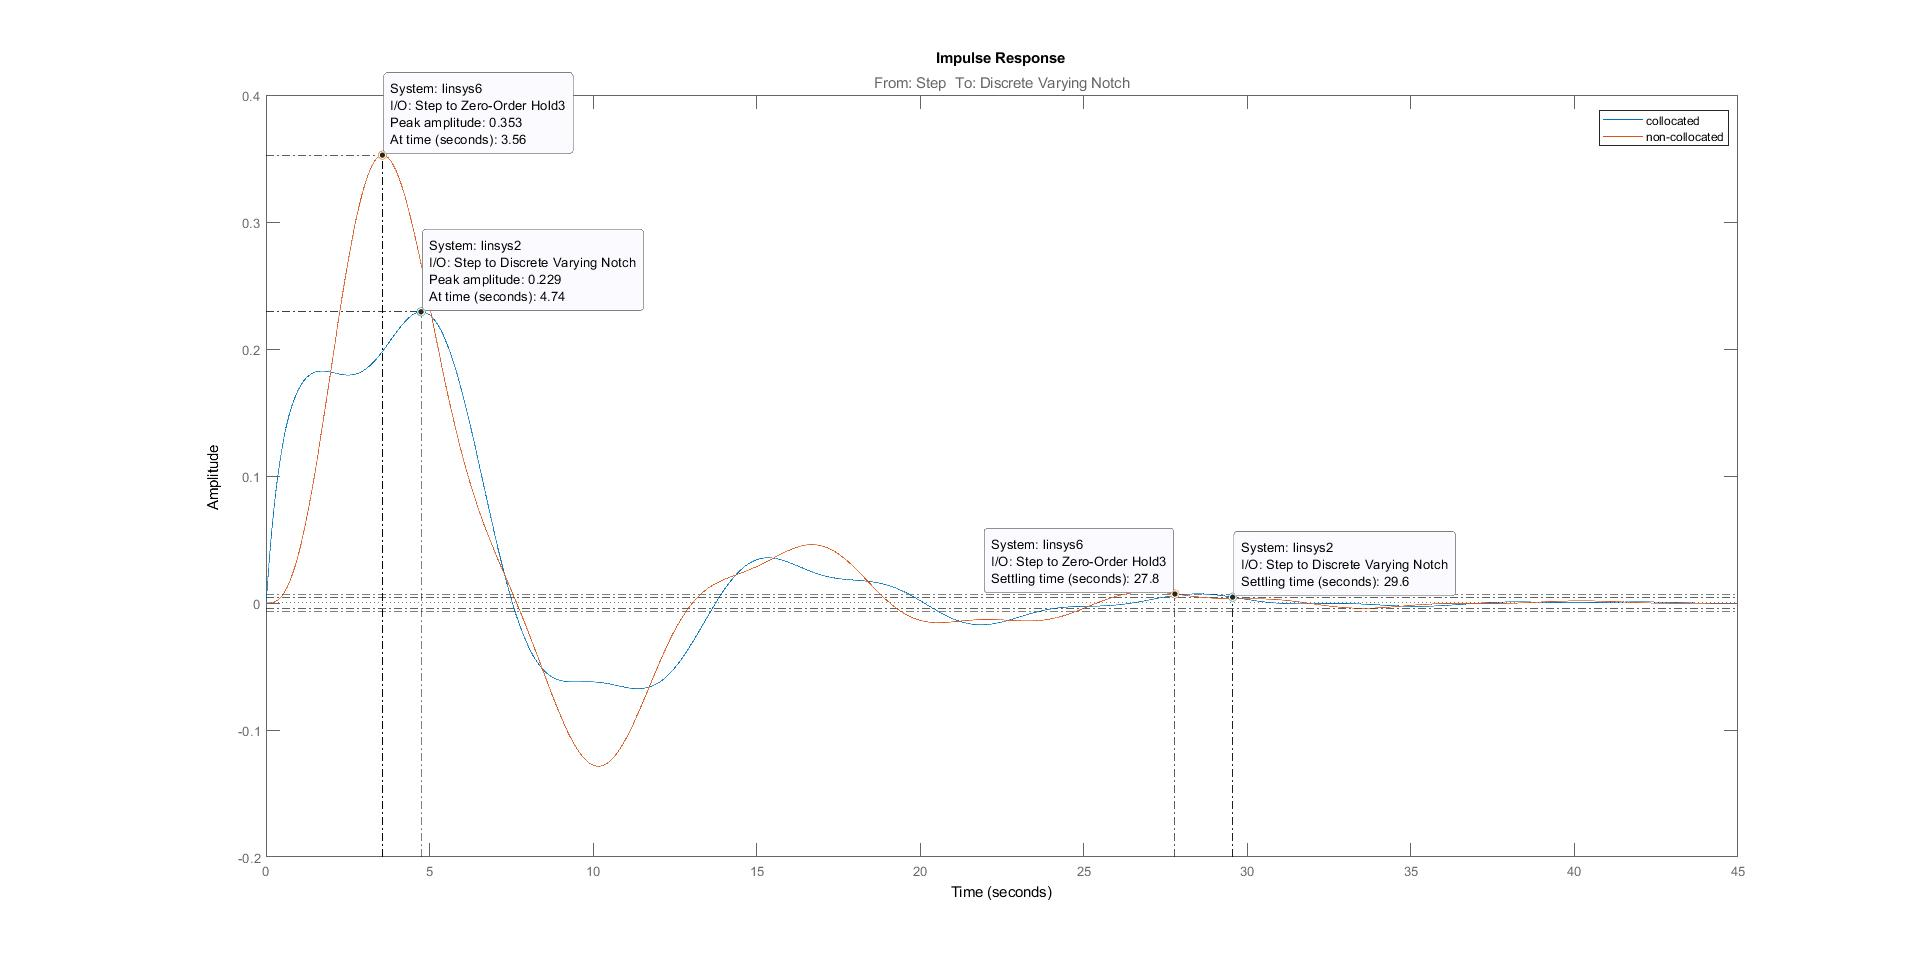 Impulse Response
From: Step  To: Discrete Varying Notch
System: linsys6
I/O: Step to Zero-Order Hold3
Peak amplitude: 0.353
At time (seconds): 3.56
System: linsys2
I/O: Step to Discrete Varying Notch
Peak amplitude: 0.229
At time (seconds): 4.74
System: linsys6
I/O: Step to Zero-Order Hold3
Settling time (seconds): 27.8
System: linsys2
I/O: Step to Discrete Varying Notch
Settling time (seconds): 29.6
collocated
non-collocated
Amplitude
0.4
0.3
0.2
0.1
0
-0.1
-0.2
0 5 10 15 20 25 30 35 40 45
Time (seconds)